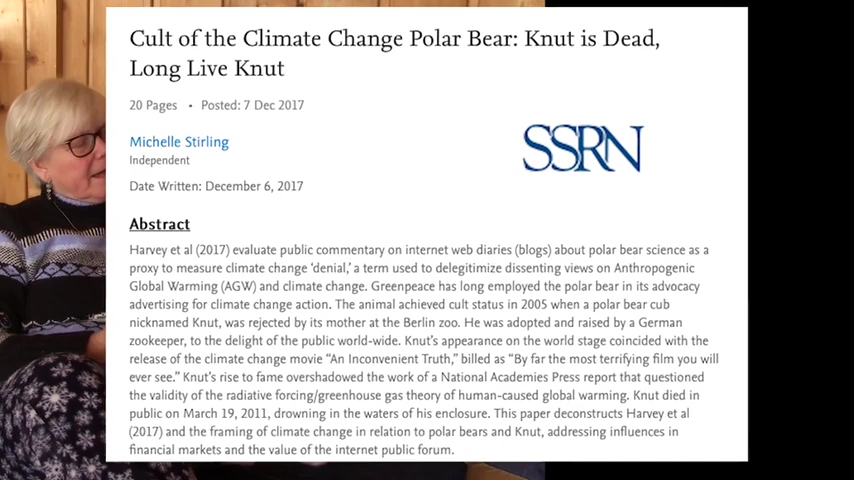 Cult of the Climate Change Polar Bear: Knut is Dead,
Long Live Knut
20 Pages • Posted: 7 Dec 2017
Michelle Stirling
Independent
SSRN
Date Written: December 6, 2017
Abstract
Harvey et al (2017) evaluate public commentary on internet web diaries (blogs) about polar bear science as a
proxy to measure climate change ‘denial,’ a term used to delegitimize dissenting views on Anthropogenic
Global Warming (AGW) and climate change. Greenpeace has long employed the polar bear in its advocacy
advertising for climate change action. The animal achieved cult status in 2005 when a polar bear cub
nicknamed Knut, was rejected by its mother at the Berlin zoo. He was adopted and raised by a German
zookeeper, to the delight of the public world-wide. Knut’s appearance on the world stage coincided with the
release of the climate change movie “An Inconvenient Truth,” billed as “By far the most terrifying film you will
ever see.” Knut’s rise to fame overshadowed the work of a National Academies Press report that questioned
the validity of the radiative forcing/greenhouse gas theory of human-caused global warming. Knut died in
public on March 19, 2011, drowning in the waters of his enclosure. This paper deconstructs Harvey et al
(2017) and the framing of climate change in relation to polar bears and Knut, addressing influences in
financial markets and the value of the internet public forum.